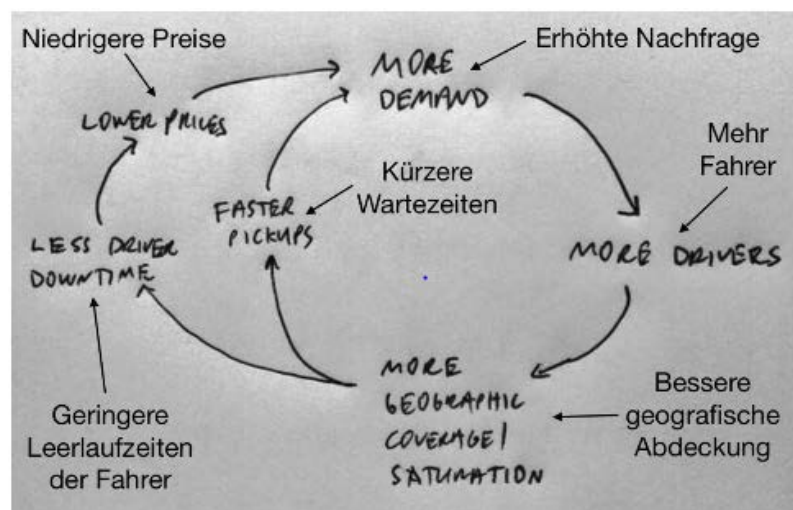 Niedrigere Preise
LOWER PRICES
MORE
DEMAND
Erhöhte Nachfrage
Mehr
Fahrer
MORE DRIVERS
Kürzere
Wartezeiten
FASTER
PICKUPS
LESS DRIVER
DOWNTIME
Geringere
Leerlaufzeiten
der Fahrer
MORE
GEOGRAPHIC
COVERAGE/
SATURATION
Bessere
geografische
Abdeckung